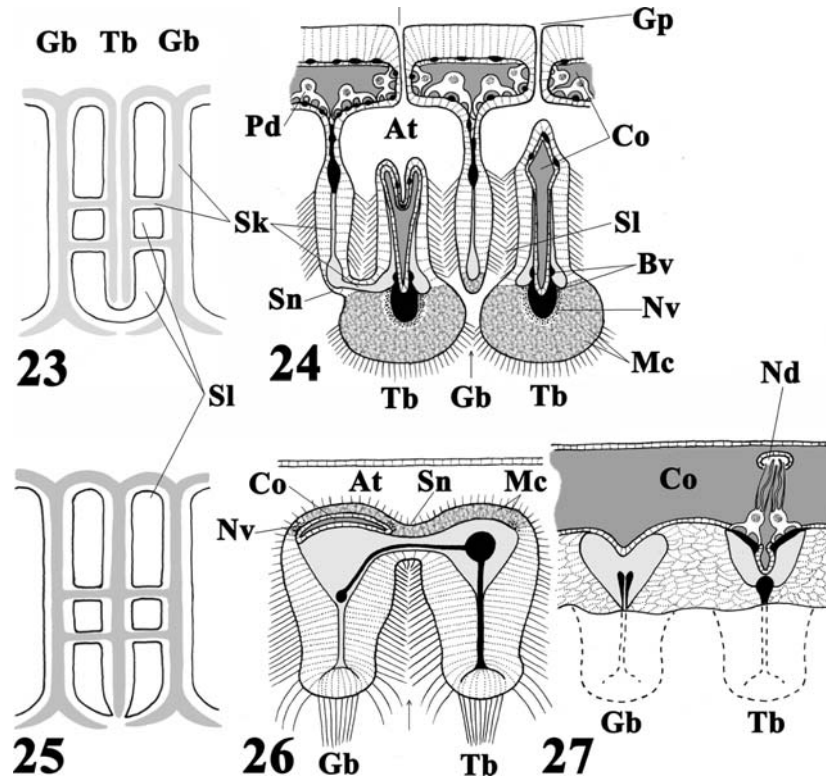 23
Gb Tb Gb
Gp
Pd
At
Co
Sk
Sl
Bv
Sn
Nv
24
Mc
Tb Gb Tb
Sl
Nd
Co At Sn Mc
Nv
Co
25
26
Gb Tb
27
Gb Tb